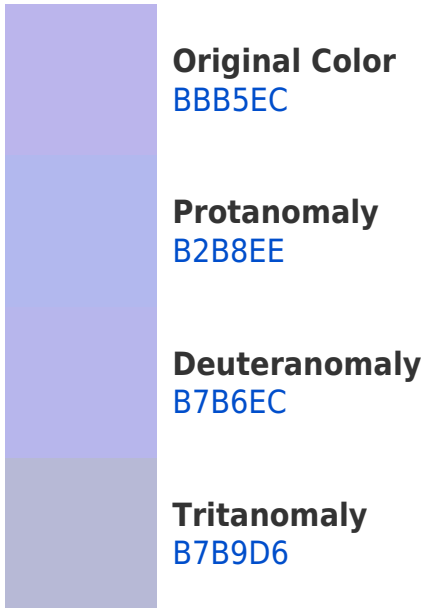 Original Color
BBB5EC
Protanomaly
B2B8EE
Deuteranomaly
B7B6EC
Tritanomaly
B7B9D6